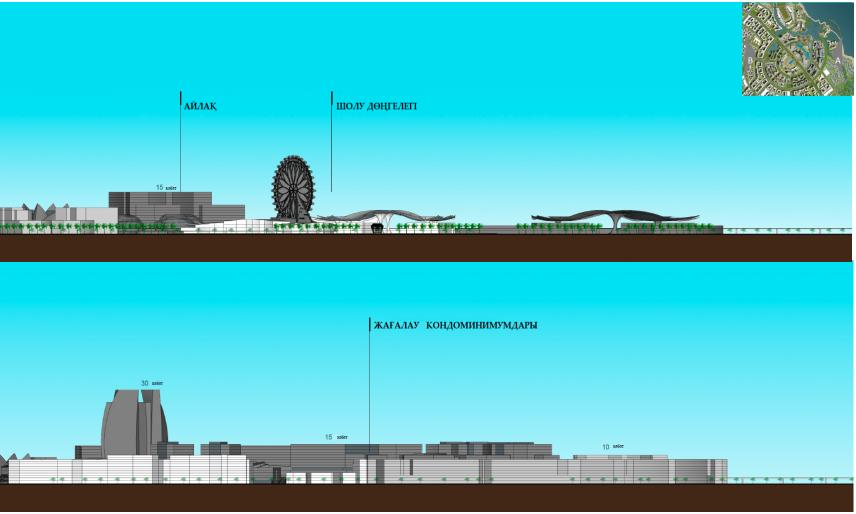 АЙЛАҚ
ШОЛУ ДӨҢГЕЛЕГІ
15 қабат
B
A
ЖАҒАЛАУ КОНДОМИНИМУМДАРЫ
30 қабат
15 қабат
10 қабат